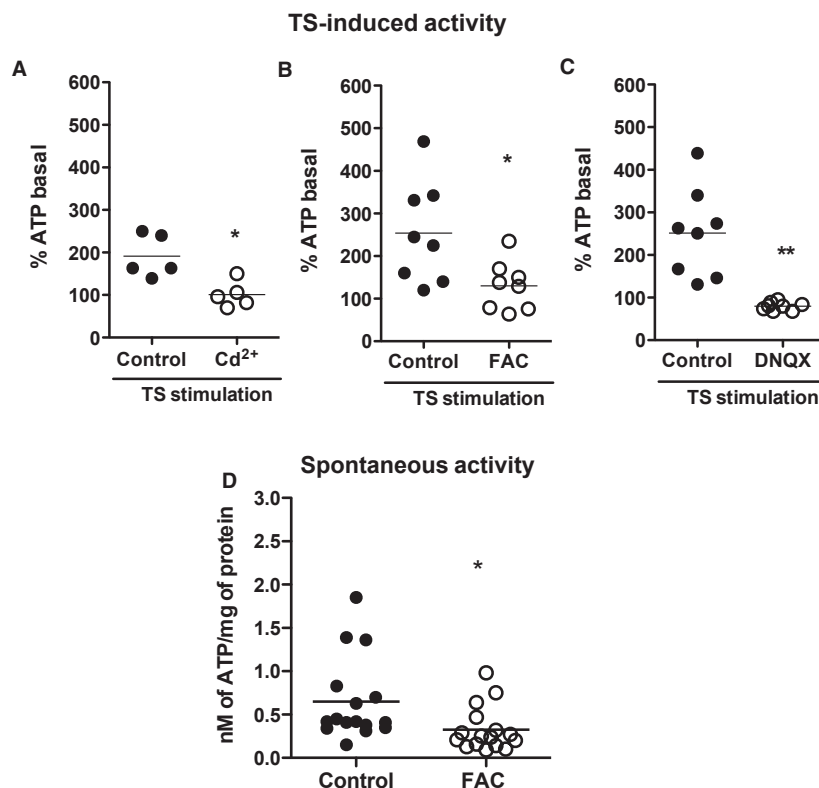 TS-induced activity
A
% ATP basal
600
500
400
300
200
100
0
*
Control Cd²⁺
TS stimulation
B
% ATP basal
600
500
400
300
200
100
0
*
Control FAC
TS stimulation
C
% ATP basal
600
500
400
300
200
100
0
**
Control DNQX
TS stimulation
Spontaneous activity
D
nM of ATP/mg of protein
3.0
2.5
2.0
1.5
1.0
0.5
0.0
*
Control FAC